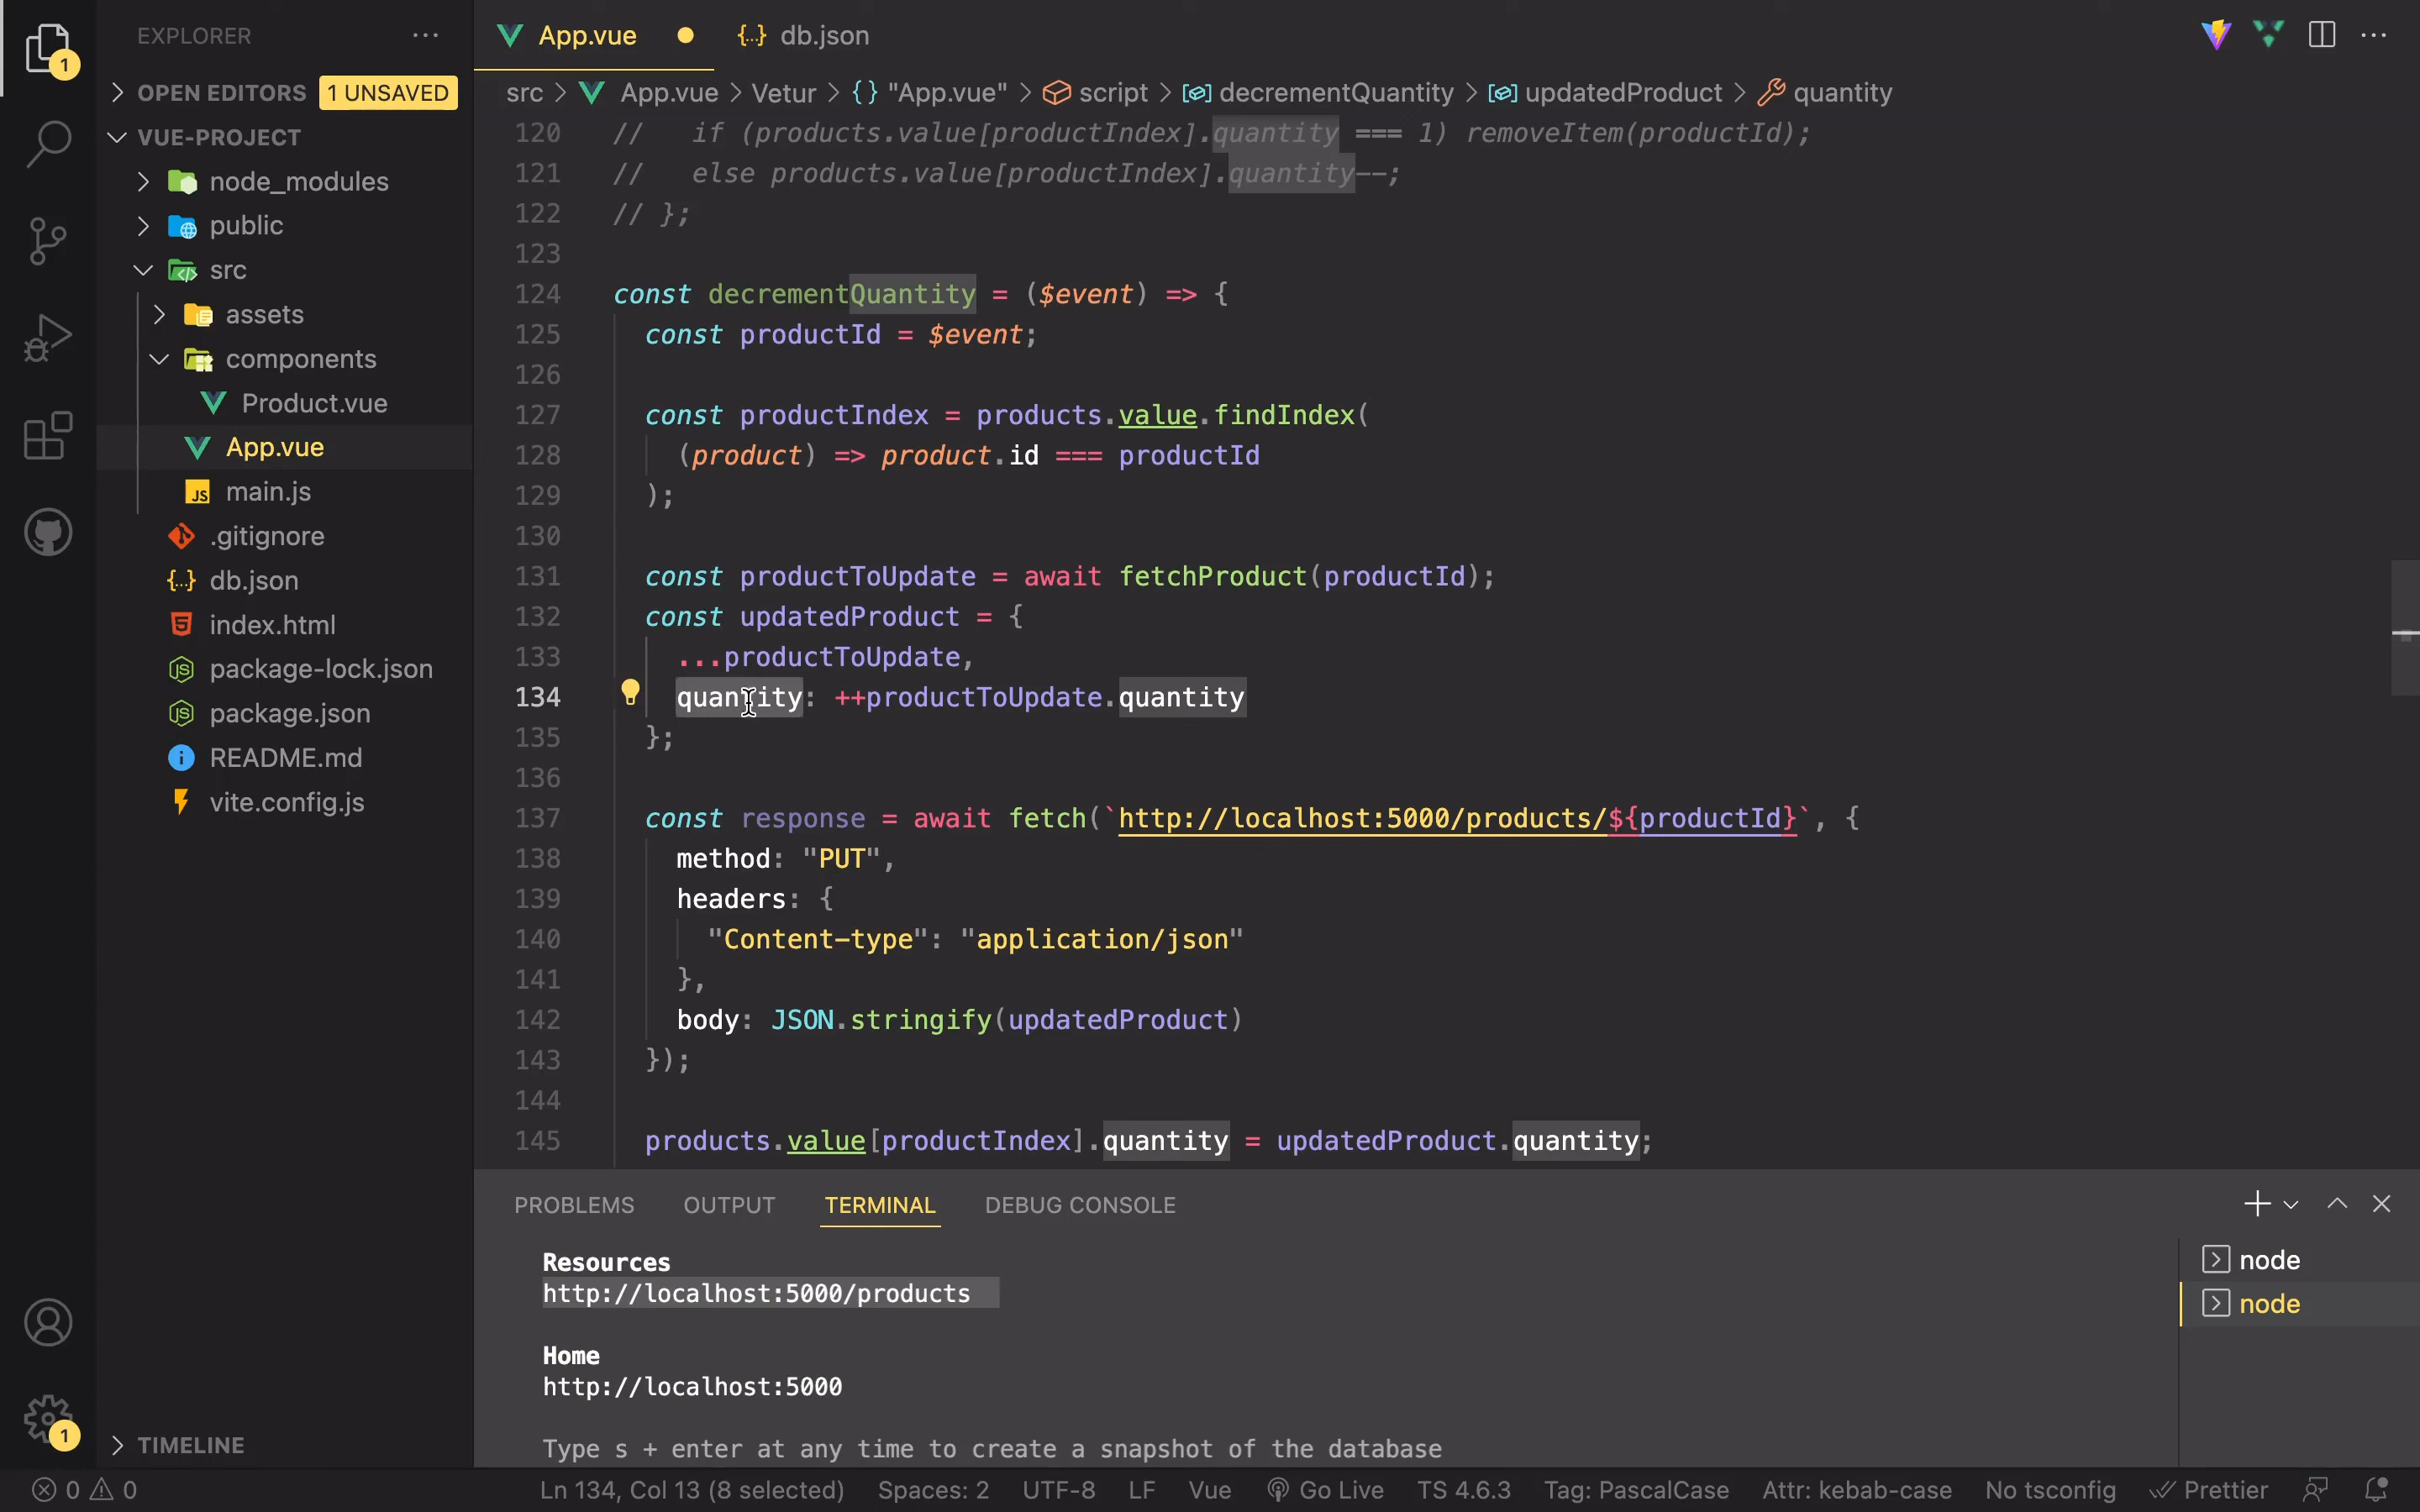 EXPLORER
OPEN EDITORS 1 UNSAVED
VUE-PROJECT
node_modules
public
src
assets
components
Product.vue
App.vue
main.js
.gitignore
db.json
index.html
package-lock.json
package.json
README.md
vite.config.js
TIMELINE
1
1
App.vue
{..} db.json
src > App.vue > Vetur > {} "App.vue" > script > decrementQuantity > updatedProduct > quantity
120 //   if (products.value[productIndex].quantity === 1) removeItem(productId);
121 //   else products.value[productIndex].quantity--;
122 // };
123
124 const decrementQuantity = ($event) => {
125   const productId = $event;
126
127   const productIndex = products.value.findIndex(
128     (product) => product.id === productId
129   );
130
131   const productToUpdate = await fetchProduct(productId);
132   const updatedProduct = {
133     ...productToUpdate,
134     quantity: ++productToUpdate.quantity
135   };
136
137   const response = await fetch(`http://localhost:5000/products/${productId}`, {
138     method: "PUT",
139     headers: {
140       "Content-type": "application/json"
141     },
142     body: JSON.stringify(updatedProduct)
143   });
144
145   products.value[productIndex].quantity = updatedProduct.quantity;
PROBLEMS OUTPUT TERMINAL DEBUG CONSOLE
Resources
http://localhost:5000/products
Home
http://localhost:5000
Type s + enter at any time to create a snapshot of the database
node
node
0 0 Ln 134, Col 13 (8 selected) Spaces: 2 UTF-8 LF Vue Go Live TS 4.6.3 Tag: PascalCase Attr: kebab-case No tsconfig Prettier